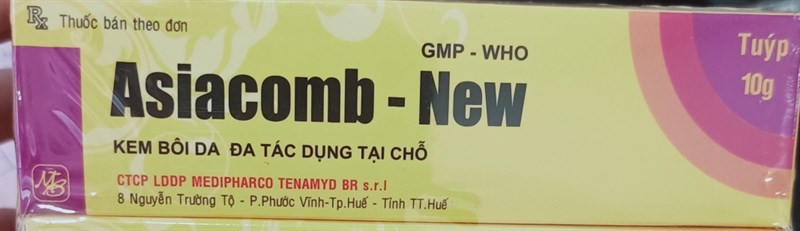 Rx Thuốc bán theo đơn
GMP - WHO
Tuýp
10g
Asiacomb - New
KEM BÔI DA ĐA TÁC DỤNG TẠI CHỖ
CTCP LDDP MEDIPHARCO TENAMYD BR s.r.l
8 Nguyễn Trường Tộ - P.Phước Vĩnh-Tp.Huế - Tỉnh TT.Huế